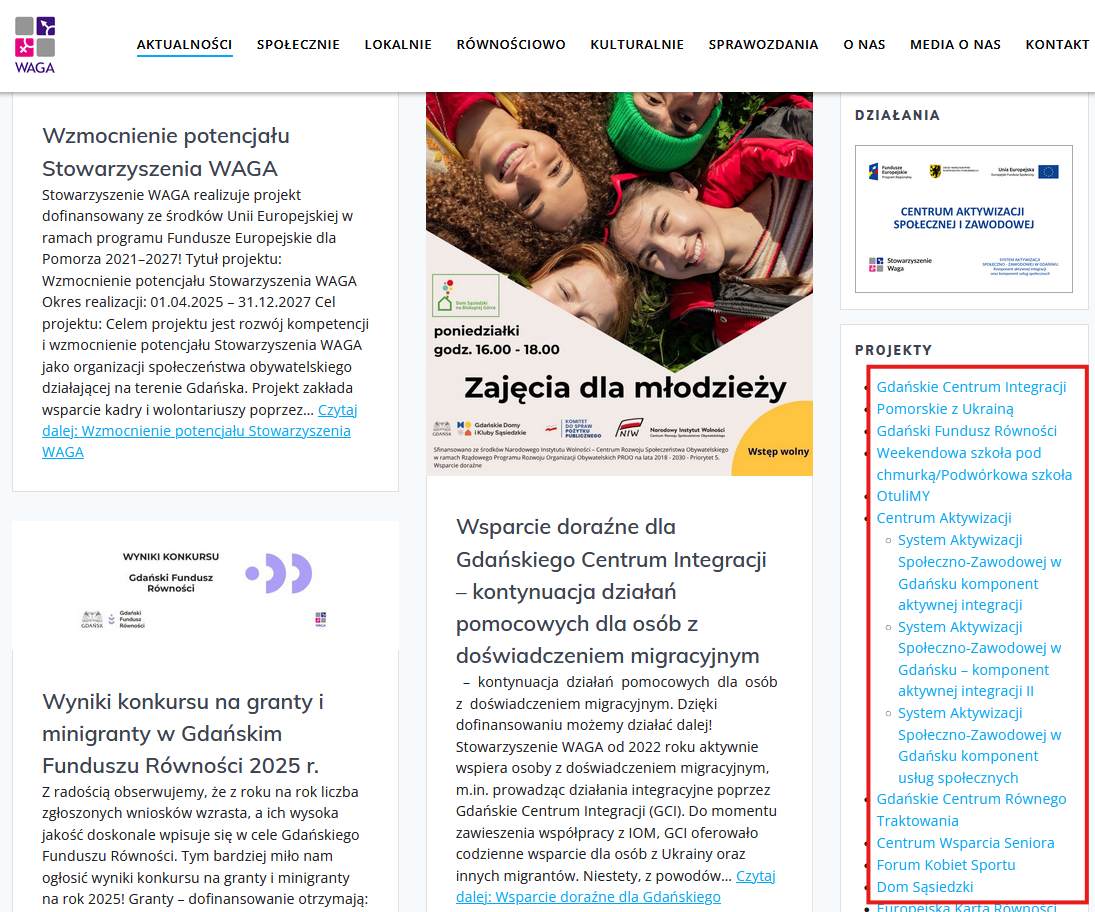 WAGA
AKTUALNOŚCI
SPOŁECZNIE
LOKALNIE
RÓWNOŚCIOWO
KULTURALNIE
SPRAWOZDANIA
O NAS
MEDIA O NAS
KONTAKT
Wzmocnienie potencjału
Stowarzyszenia WAGA
Stowarzyszenie WAGA realizuje projekt
dofinansowany ze środków Unii Europejskiej w
ramach programu Fundusze Europejskie dla
Pomorza 2021–2027! Tytuł projektu:
Wzmocnienie potencjału Stowarzyszenia WAGA
Okres realizacji: 01.04.2025 – 31.12.2027 Cel
projektu: Celem projektu jest rozwój kompetencji
i wzmocnienie potencjału Stowarzyszenia WAGA
jako organizacji społeczeństwa obywatelskiego
działającej na terenie Gdańska. Projekt zakłada
wsparcie kadry i wolontariuszy poprzez… Czytaj
dalej: Wzmocnienie potencjału Stowarzyszenia
WAGA
WYNIKI KONKURSU
Gdański Fundusz
Równości
GDAŃSK
Gdański
Fundusz
Równości
WAGA
Wyniki konkursu na granty i
minigranty w Gdańskim
Funduszu Równości 2025 r.
Z radością obserwujemy, że z roku na rok liczba
zgłoszonych wniosków wzrasta, a ich wysoka
jakość doskonale wpisuje się w cele Gdańskiego
Funduszu Równości. Tym bardziej miło nam
ogłosić wyniki konkursu na granty i minigranty
na rok 2025! Granty – dofinansowanie otrzymają:
Dom Sąsiedzki
na Biskupiej Górce
poniedziałki
godz. 16.00 - 18.00
Zajęcia dla młodzieży
GDAŃSK
Gdańskie Domy
i Kluby Sąsiedzkie
KOMITET
DO SPRAW
POŻYTKU
PUBLICZNEGO
NIW
Narodowy Instytut Wolności
Centrum Rozwoju Społeczeństwa Obywatelskiego
Sfinansowano ze środków Narodowego Instytutu Wolności – Centrum Rozwoju Społeczeństwa Obywatelskiego
w ramach Rządowego Programu Rozwoju Organizacji Obywatelskich PROO na lata 2018 - 2030 - Priorytet 5.
Wsparcie doraźne
Wstęp wolny
Wsparcie doraźne dla
Gdańskiego Centrum Integracji
– kontynuacja działań
pomocowych dla osób z
doświadczeniem migracyjnym
– kontynuacja działań pomocowych dla osób
z doświadczeniem migracyjnym. Dzięki
dofinansowaniu możemy działać dalej!
Stowarzyszenie WAGA od 2022 roku aktywnie
wspiera osoby z doświadczeniem migracyjnym,
m.in. prowadząc działania integracyjne poprzez
Gdańskie Centrum Integracji (GCI). Do momentu
zawieszenia współpracy z IOM, GCI oferowało
codzienne wsparcie dla osób z Ukrainy oraz
innych migrantów. Niestety, z powodów… Czytaj
dalej: Wsparcie doraźne dla Gdańskiego
DZIAŁANIA
Fundusze
Europejskie
Program Regionalny
Unia Europejska
Europejski Fundusz Społeczny
CENTRUM AKTYWIZACJI
SPOŁECZNEJ I ZAWODOWEJ
Stowarzyszenie
Waga
SYSTEM AKTYWIZACJI
SPOŁECZNO - ZAWODOWEJ W GDAŃSKU
Komponent aktywnej integracji
oraz komponent usług społecznych
PROJEKTY
Gdańskie Centrum Integracji
Pomorskie z Ukrainą
Gdański Fundusz Równości
Weekendowa szkoła pod
chmurką/Podwórkowa szkoła
OtuliMY
Centrum Aktywizacji
System Aktywizacji
Społeczno-Zawodowej w
Gdańsku komponent
aktywnej integracji
System Aktywizacji
Społeczno-Zawodowej w
Gdańsku – komponent
aktywnej integracji II
System Aktywizacji
Społeczno-Zawodowej w
Gdańsku komponent
usług społecznych
Gdańskie Centrum Równego
Traktowania
Centrum Wsparcia Seniora
Forum Kobiet Sportu
Dom Sąsiedzki
Europejska Karta Równości